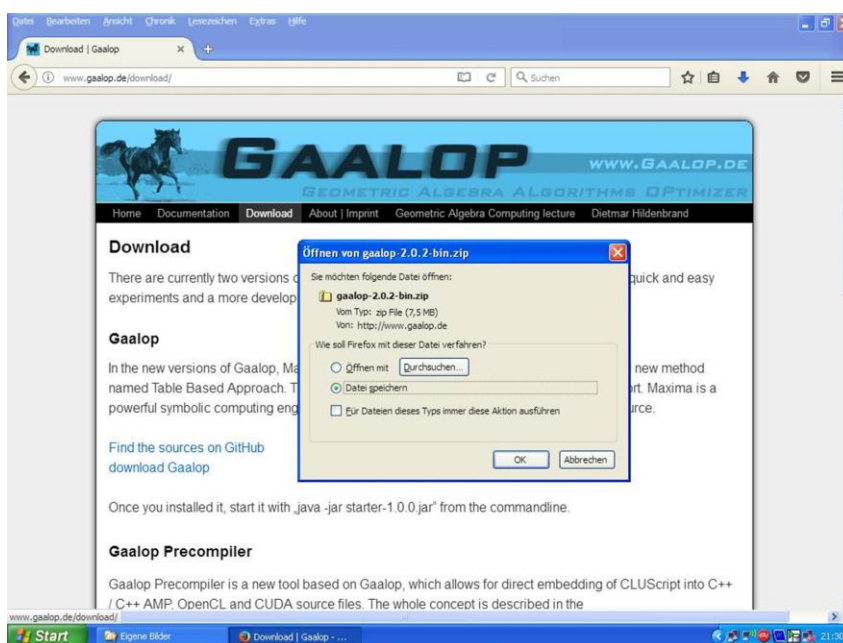 Datei Bearbeiten Ansicht Chronik Lesezeichen Extras Hilfe
Download | Gaalop
www.gaalop.de/download/
Suchen
GAALOP
WWW.GAALOP.DE
GEOMETRIC ALGEBRA ALGORITHMS OPTIMIZER
Home Documentation Download About | Imprint Geometric Algebra Computing lecture Dietmar Hildenbrand
Download
There are currently two versions
quick and easy
experiments and a more develop
Öffnen von gaalop-2.0.2-bin.zip
Sie möchten folgende Datei öffnen:
gaalop-2.0.2-bin.zip
Vom Typ: zip File (7,5 MB)
Von: http://www.gaalop.de
Wie soll Firefox mit dieser Datei verfahren?
Öffnen mit Durchsuchen...
Datei speichern
Für Dateien dieses Typs immer diese Aktion ausführen
OK Abbrechen
Gaalop
In the new versions of Gaalop, Ma
new method
named Table Based Approach. T
rt. Maxima is a
powerful symbolic computing eng
urce.
Find the sources on GitHub
download Gaalop
Once you installed it, start it with „java -jar starter-1.0.0.jar“ from the commandline.
Gaalop Precompiler
Gaalop Precompiler is a new tool based on Gaalop, which allows for direct embedding of CLUScript into C++
/ C++ AMP, OpenCL and CUDA source files. The whole concept is described in the
www.gaalop.de/download/
Start Eigene Bilder Download | Gaalop - ... 21:30